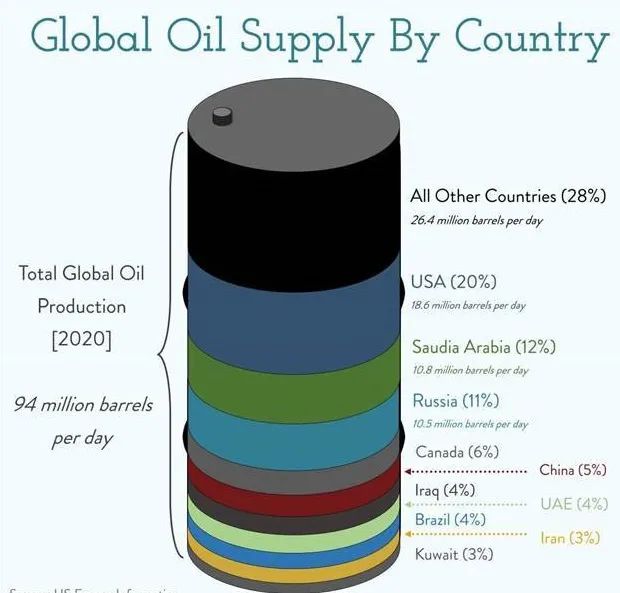 Global Oil Supply By Country
All Other Countries (28%)
26.4 million barrels per day
Total Global Oil
Production
[2020]
94 million barrels
per day
USA (20%)
18.6 million barrels per day
Saudia Arabia (12%)
10.8 million barrels per day
Russia (11%)
10.5 million barrels per day
Canada (6%)
China (5%)
Iraq (4%)
UAE (4%)
Brazil (4%)
Iran (3%)
Kuwait (3%)